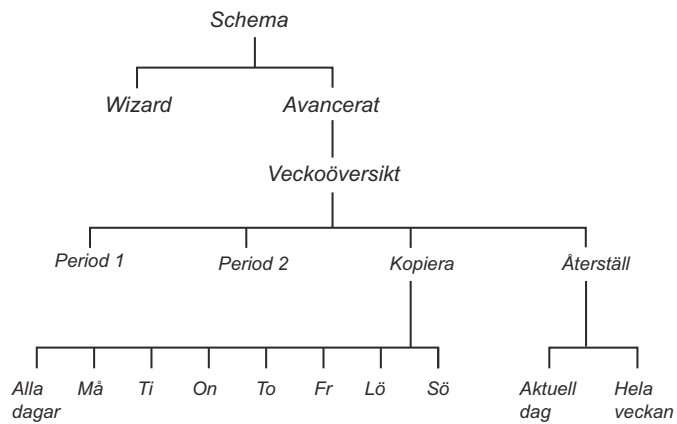 Schema
Wizard Avancerat
Veckoöversikt
Period 1 Period 2 Kopiera Återställ
Alla dagar Må Ti On To Fr Lö Sö Aktuell dag Hela veckan